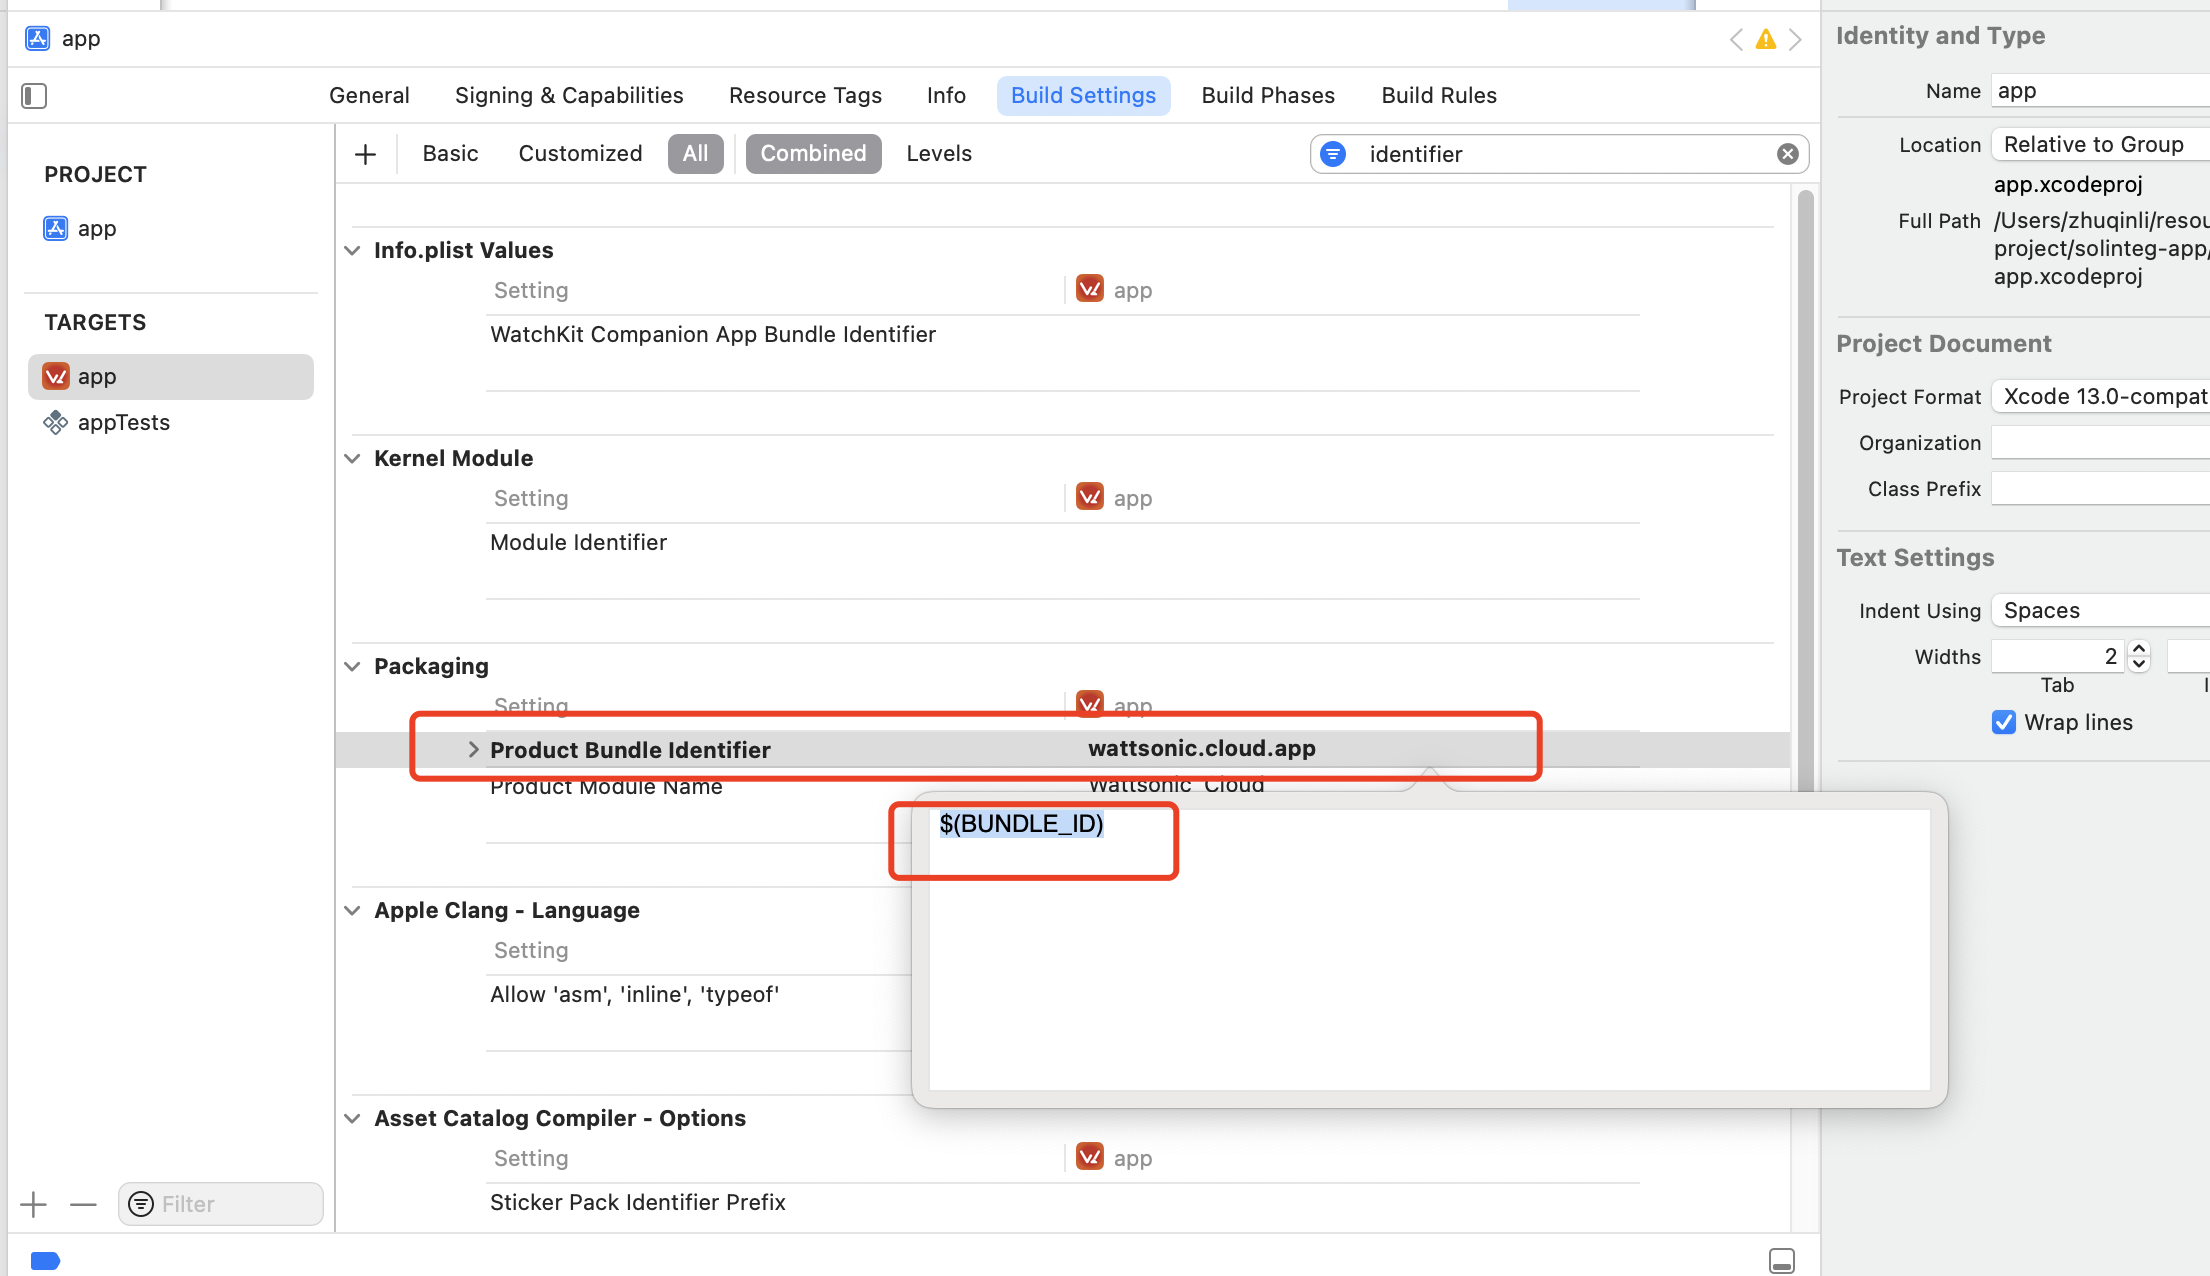 app
General Signing & Capabilities Resource Tags Info Build Settings Build Phases Build Rules
Basic Customized All Combined Levels identifier
PROJECT
app
TARGETS
app
appTests
Filter
Info.plist Values
Setting app
WatchKit Companion App Bundle Identifier
Kernel Module
Setting app
Module Identifier
Packaging
Setting app
Product Bundle Identifier wattsonic.cloud.app
Product Module Name Wattsonic_Cloud
$(BUNDLE_ID)
Apple Clang - Language
Setting
Allow 'asm', 'inline', 'typeof'
Asset Catalog Compiler - Options
Setting app
Sticker Pack Identifier Prefix
Identity and Type
Name app
Location Relative to Group
app.xcodeproj
Full Path /Users/zhuqinli/resou
project/solinteg-app/
app.xcodeproj
Project Document
Project Format Xcode 13.0-compat
Organization
Class Prefix
Text Settings
Indent Using Spaces
Widths 2
Tab
Wrap lines